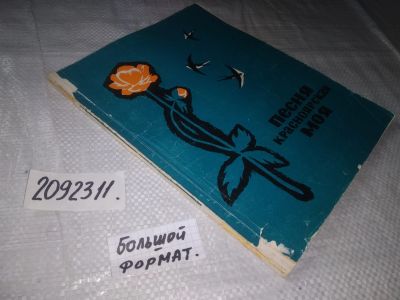 ПЕСНЯ
КРАСНОЯРСКАЯ
МОЯ
2092311.
БОЛЬШОЙ
ФОРМАТ.